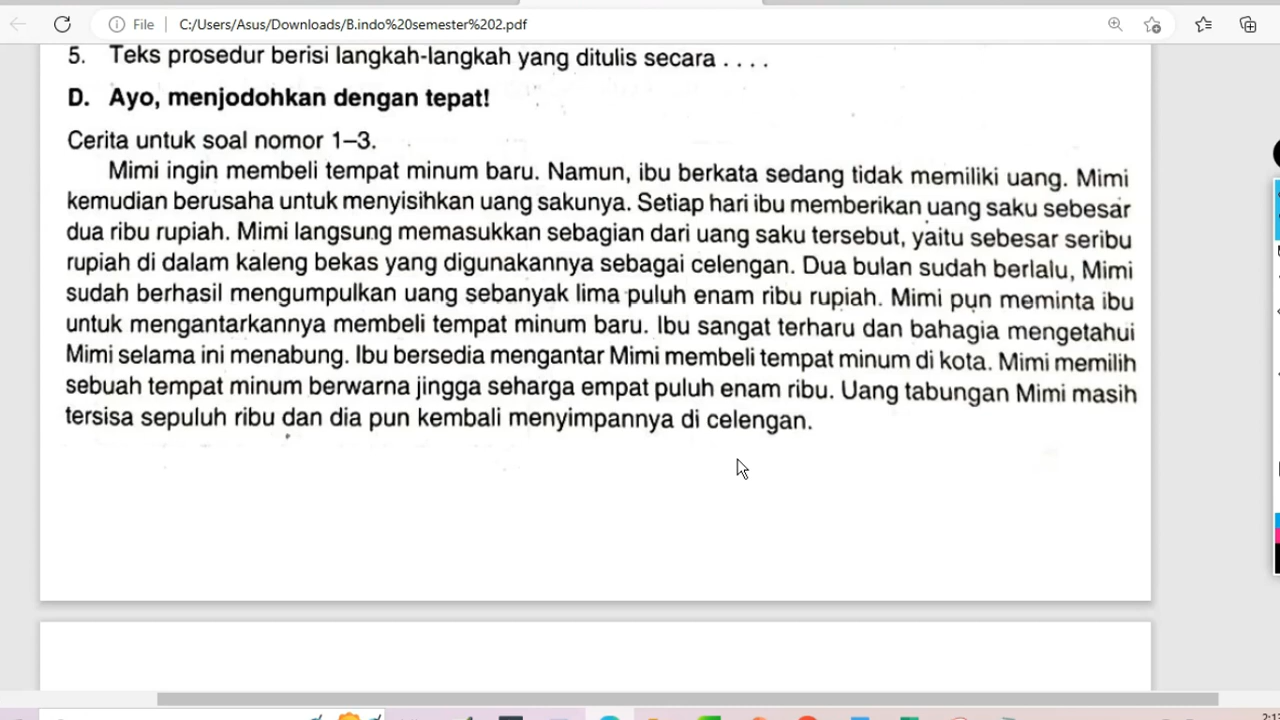 File
C:/Users/Asus/Downloads/B.indo%20semester%202.pdf
5. Teks prosedur berisi langkah-langkah yang ditulis secara . . . .
D. Ayo, menjodohkan dengan tepat!
Cerita untuk soal nomor 1–3.
Mimi ingin membeli tempat minum baru. Namun, ibu berkata sedang tidak memiliki uang. Mimi
kemudian berusaha untuk menyisihkan uang sakunya. Setiap hari ibu memberikan uang saku sebesar
dua ribu rupiah. Mimi langsung memasukkan sebagian dari uang saku tersebut, yaitu sebesar seribu
rupiah di dalam kaleng bekas yang digunakannya sebagai celengan. Dua bulan sudah berlalu, Mimi
sudah berhasil mengumpulkan uang sebanyak lima puluh enam ribu rupiah. Mimi pun meminta ibu
untuk mengantarkannya membeli tempat minum baru. Ibu sangat terharu dan bahagia mengetahui
Mimi selama ini menabung. Ibu bersedia mengantar Mimi membeli tempat minum di kota. Mimi memilih
sebuah tempat minum berwarna jingga seharga empat puluh enam ribu. Uang tabungan Mimi masih
tersisa sepuluh ribu dan dia pun kembali menyimpannya di celengan.